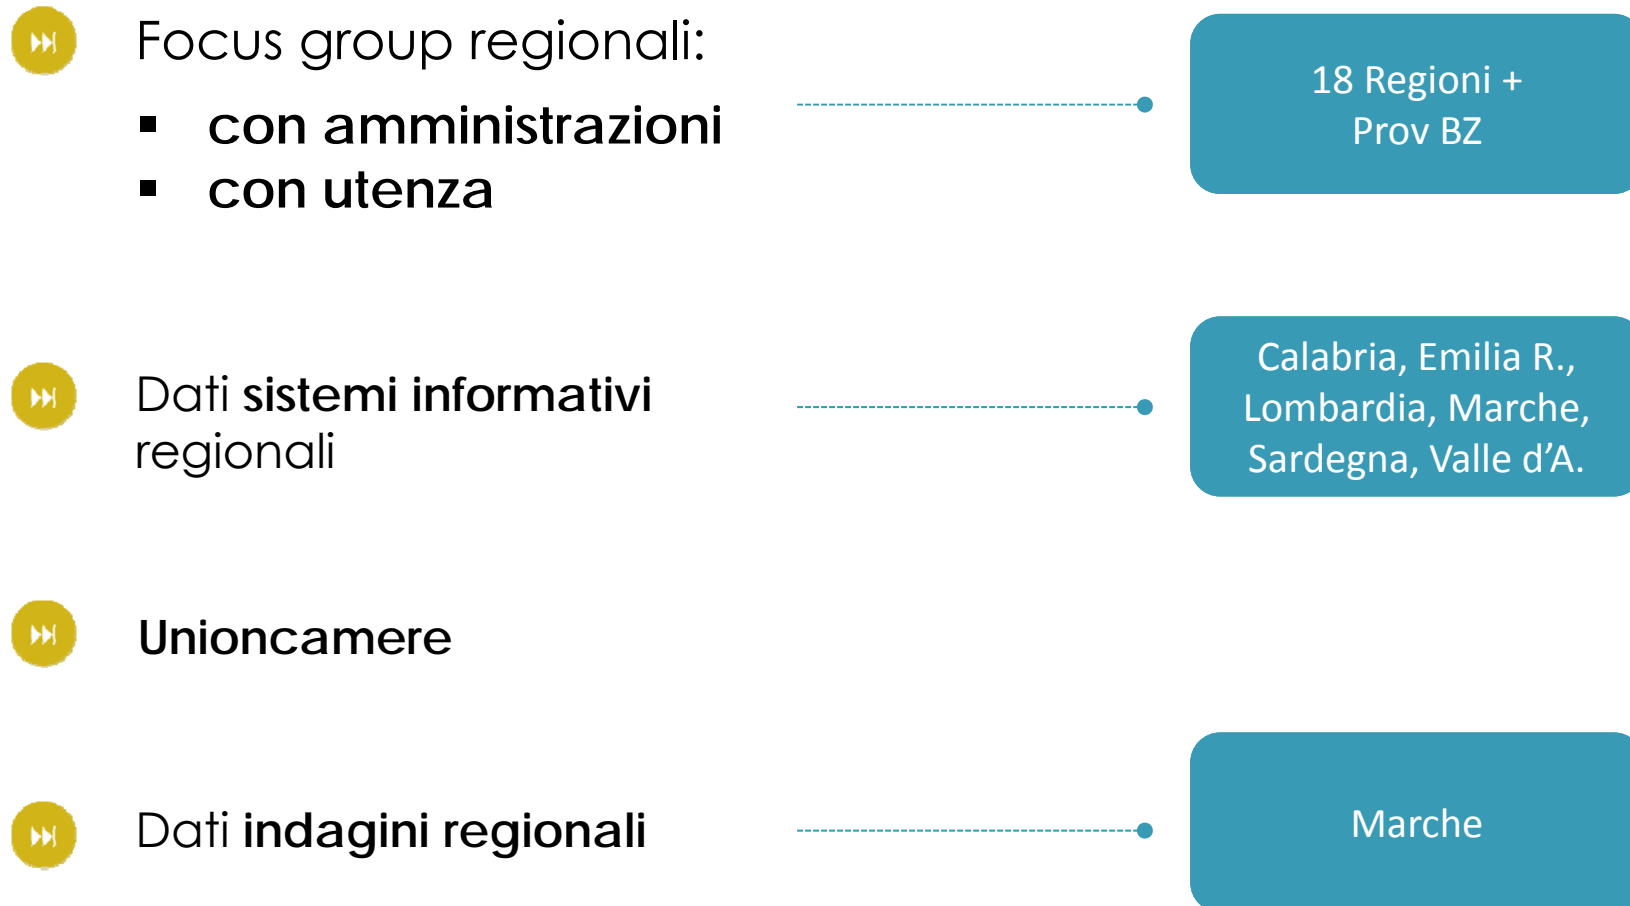 Focus group regionali:
▪ con amministrazioni
▪ con utenza
18 Regioni +
Prov BZ
Dati sistemi informativi
regionali
Calabria, Emilia R.,
Lombardia, Marche,
Sardegna, Valle d’A.
Unioncamere
Dati indagini regionali
Marche